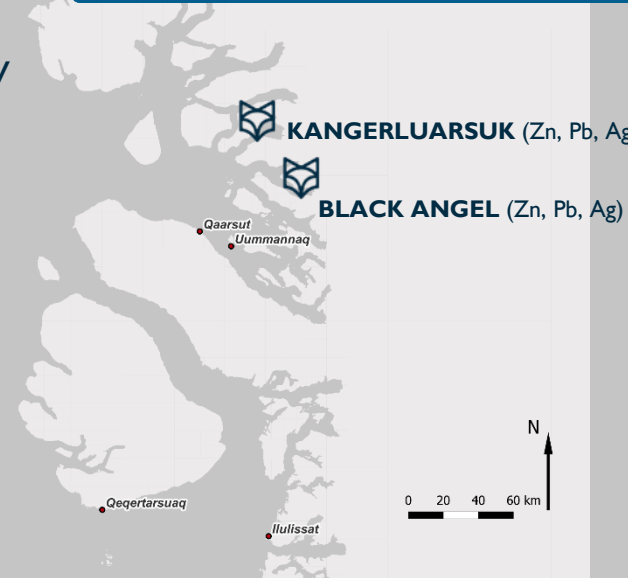 KANGERLUARSUK (Zn, Pb, Ag
BLACK ANGEL (Zn, Pb, Ag)
Qaarsut
Uummannaq
N
0 20 40 60 km
Qeqertarsuaq
Ilulissat